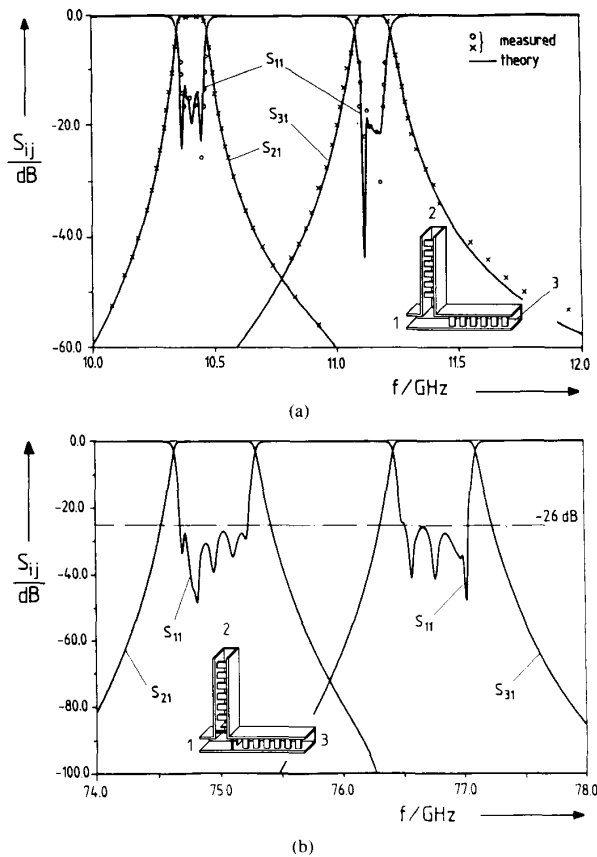 0.0
-20.0
-40.0
-60.0
S_ij
dB
S₁₁
S₂₁
S₃₁
o } measured
x
— theory
1
2
3
10.0 10.5 11.0 11.5 12.0
f/GHz
(a)
0.0
-20.0
-40.0
-60.0
-80.0
-100.0
S_ij
dB
-26 dB
S₁₁
S₁₁
S₂₁
S₃₁
1
2
3
74.0 75.0 76.0 77.0 78.0
f/GHz
(b)